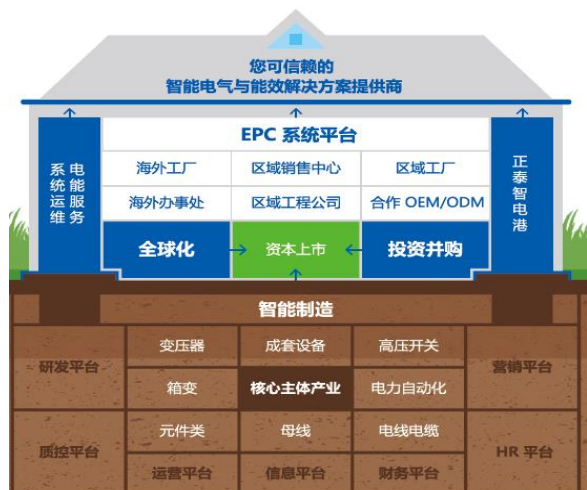 您可信赖的
智能电气与能效解决方案提供商
EPC 系统平台
电能服务
系统运维
海外工厂
区域销售中心
区域工厂
海外办事处
区域工程公司
合作 OEM/ODM
正泰智电港
全球化
资本上市
投资并购
智能制造
研发平台
变压器
成套设备
高压开关
营销平台
箱变
核心主体产业
电力自动化
质控平台
元件类
母线
电线电缆
HR 平台
运营平台
信息平台
财务平台